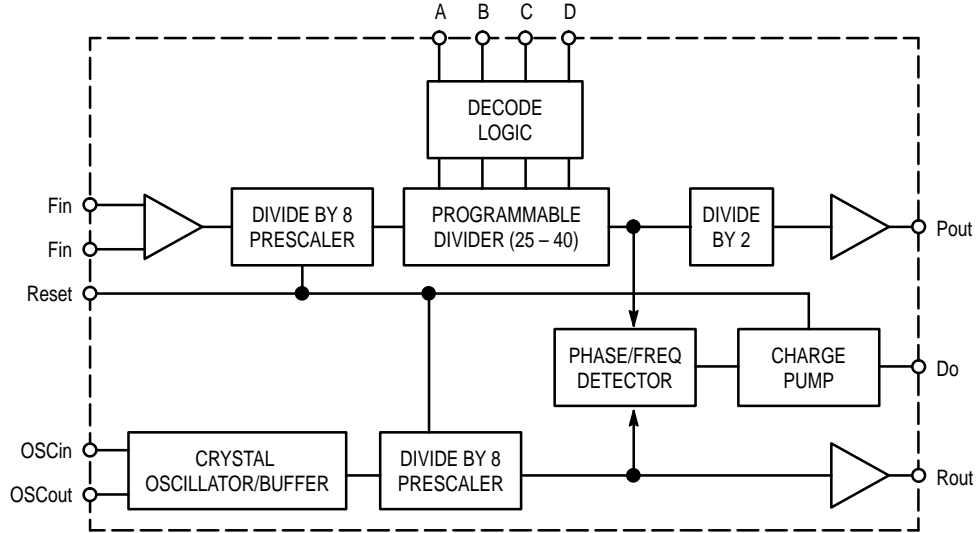 A B C D
DECODE
LOGIC
Fin
Fin
DIVIDE BY 8
PRESCALER
PROGRAMMABLE
DIVIDER (25 – 40)
DIVIDE
BY 2
Pout
Reset
PHASE/FREQ
DETECTOR
CHARGE
PUMP
Do
OSCin
OSCout
CRYSTAL
OSCILLATOR/BUFFER
DIVIDE BY 8
PRESCALER
Rout